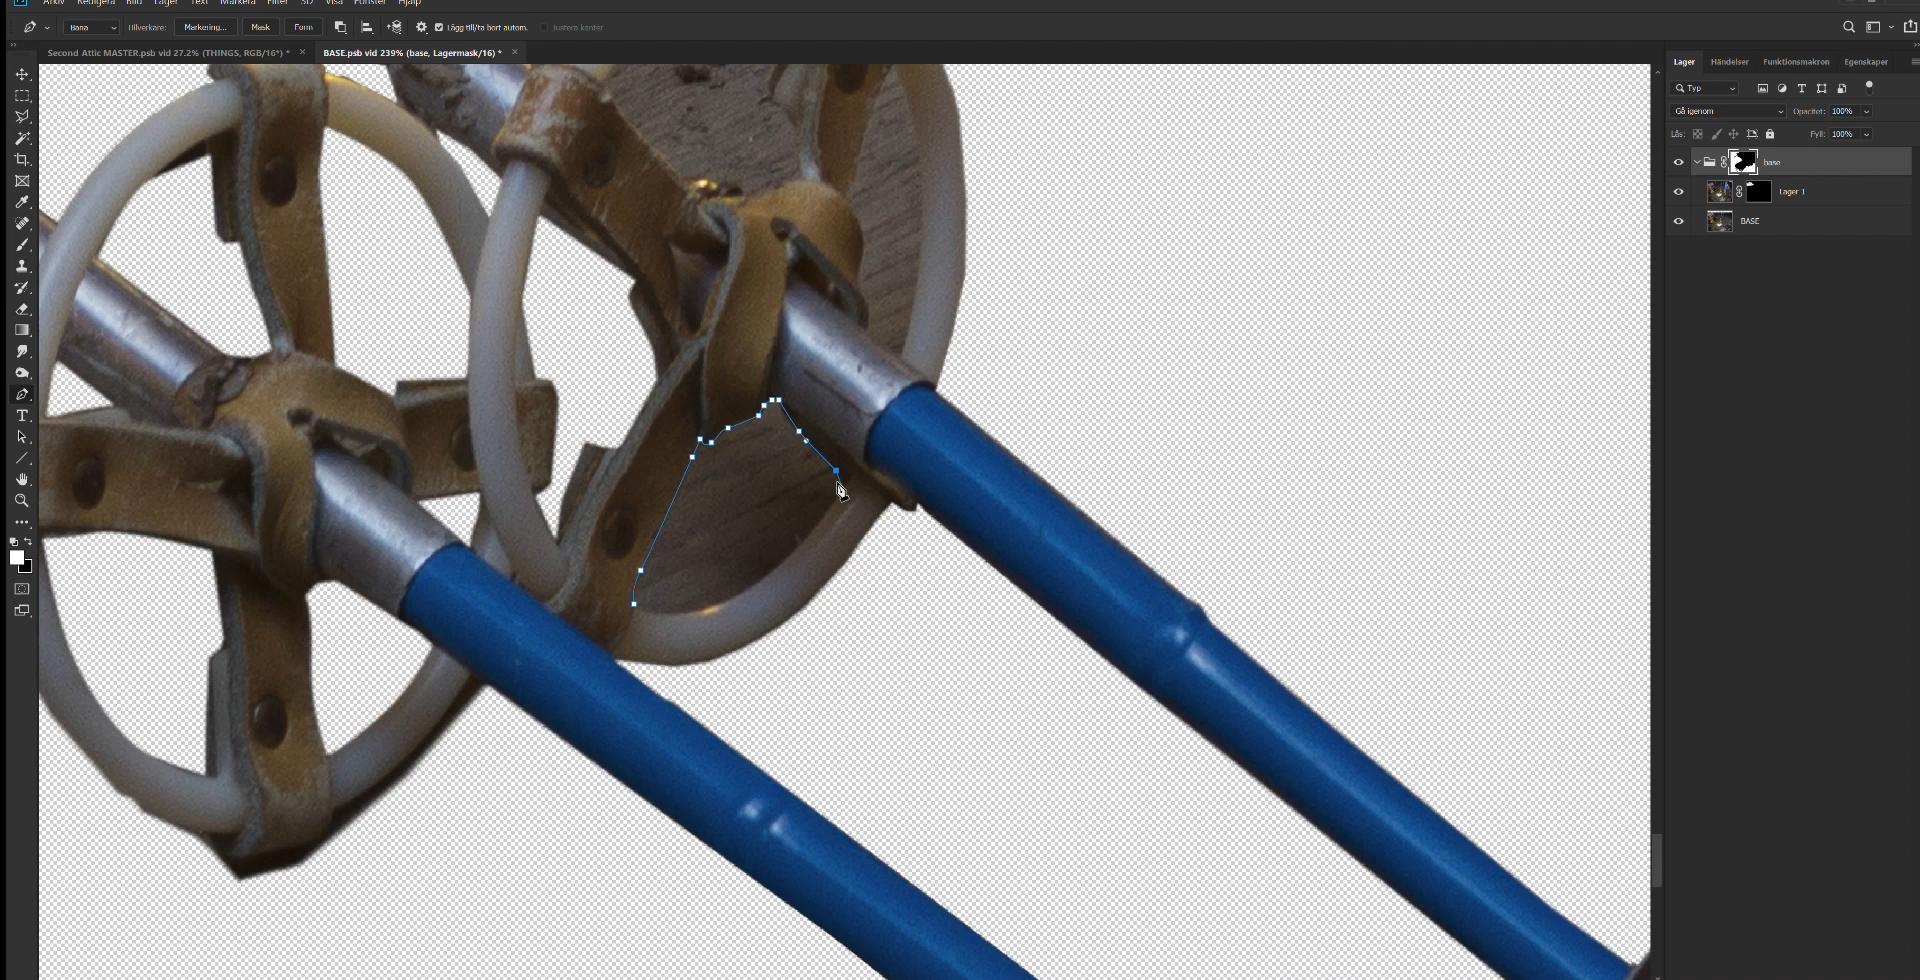 Arkiv Redigera Bild Lager Text Markera Filter 3D Visa Fönster Hjälp
Bana Tillverkare: Markering... Mask Form Lägg till/ta bort autom. Justera kanter
Second Attic MASTER.psb vid 27.2% (THINGS, RGB/16*) * × BASE.psb vid 239% (base, Lagermask/16) * ×
Lager Händelser Funktionsmakron Egenskaper
Typ
Gå igenom Opacitet: 100%
Lås: Fyll: 100%
base
Lager 1
BASE